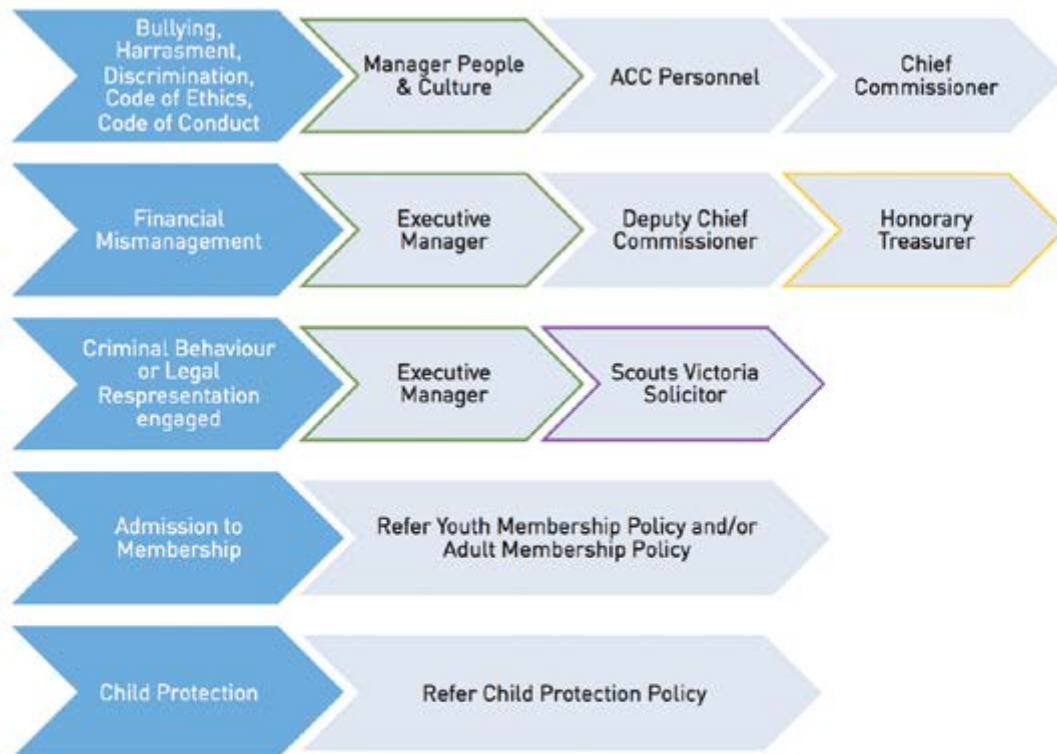 Bullying,
Harrasment,
Discrimination,
Code of Ethics,
Code of Conduct
Manager People
& Culture
ACC Personnel
Chief
Commissioner
Financial
Mismanagement
Executive
Manager
Deputy Chief
Commissioner
Honorary
Treasurer
Criminal Behaviour
or Legal
Respresentation
engaged
Executive
Manager
Scouts Victoria
Solicitor
Admission to
Membership
Refer Youth Membership Policy and/or
Adult Membership Policy
Child Protection
Refer Child Protection Policy